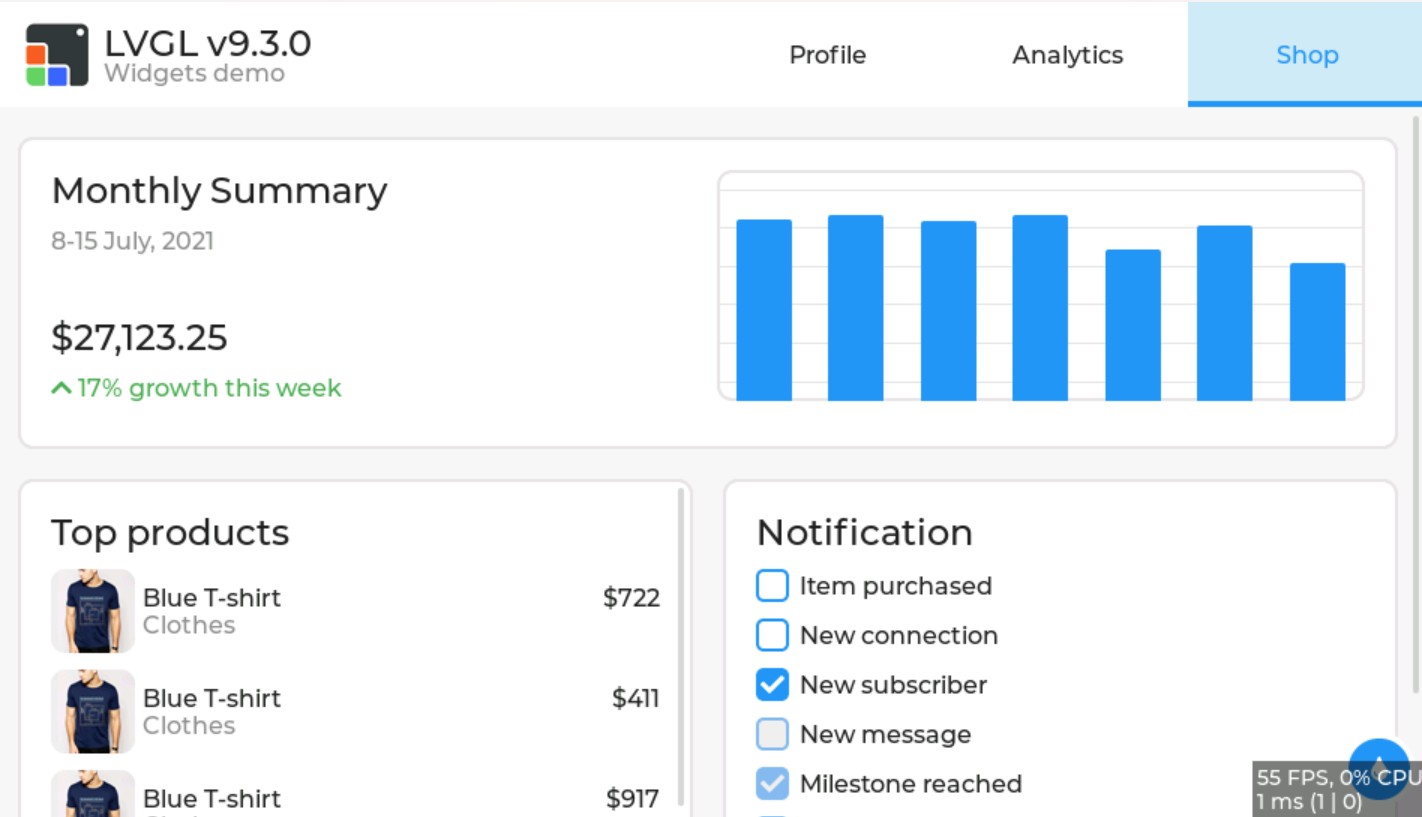 LVGL v9.3.0
Widgets demo
Profile
Analytics
Shop
Monthly Summary
8-15 July, 2021
$27,123.25
17% growth this week
Top products
Blue T-shirt
$722
Clothes
Blue T-shirt
$411
Clothes
Blue T-shirt
$917
Notification
Item purchased
New connection
New subscriber
New message
Milestone reached
55 FPS, 0% CPU
1 ms (1 | 0)